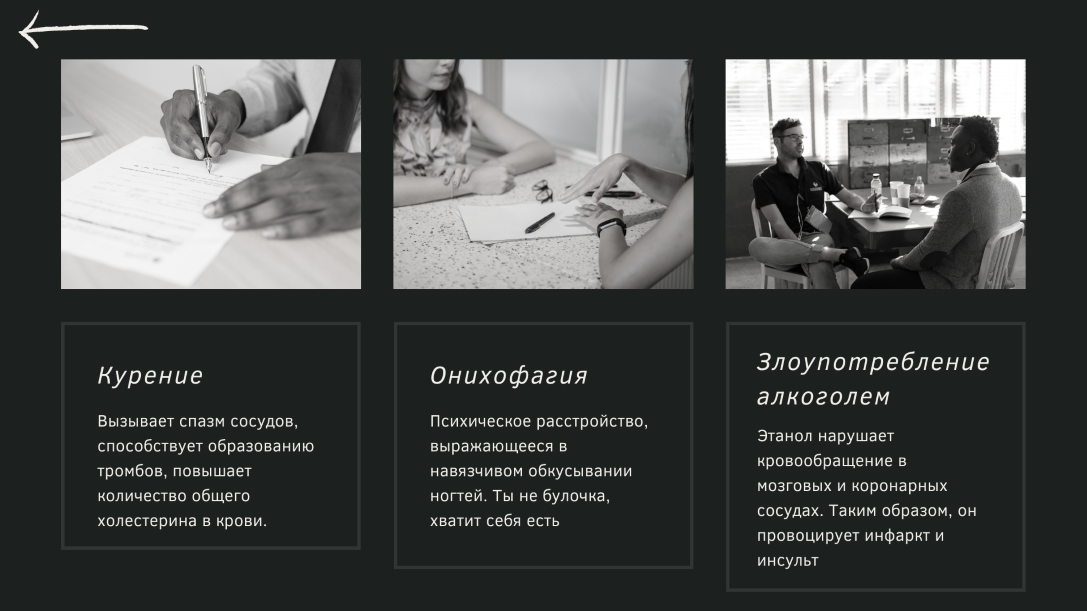 Курение
Вызывает спазм сосудов,
способствует образованию
тромбов, повышает
количество общего
холестерина в крови.
Онихофагия
Психическое расстройство,
выражающееся в
навязчивом обкусывании
ногтей. Ты не булочка,
хватит себя есть
Злоупотребление
алкоголем
Этанол нарушает
кровообращение в
мозговых и коронарных
сосудах. Таким образом, он
провоцирует инфаркт и
инсульт